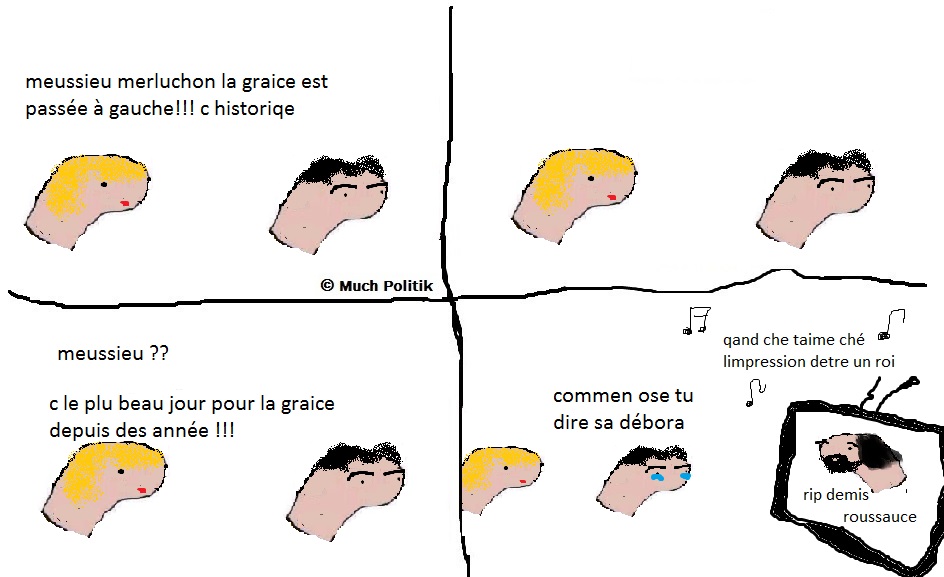 meussieu merluchon la graice est
passée à gauche!!! c historiqe
© Much Politik
meussieu ??
c le plu beau jour pour la graice
depuis des année !!!
commen ose tu
dire sa débora
qand che taime ché
limpression detre un roi
rip demis
roussauce